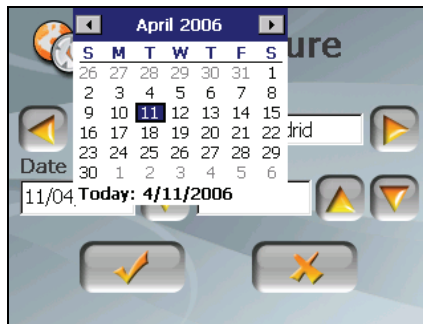 April 2006
ure
S M T W T F S
26 27 28 29 30 31 1
2 3 4 5 6 7 8
9 10 11 12 13 14 15
16 17 18 19 20 21 22
drid
23 24 25 26 27 28 29
Date
30 1 2 3 4 5 6
11/04
Today: 4/11/2006